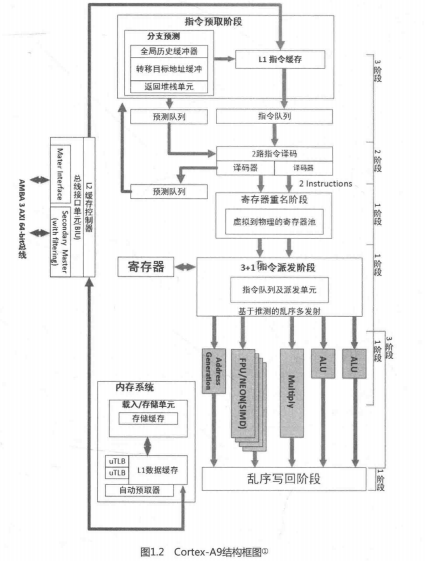 指令预取阶段
分支预测
全局历史缓冲器
转移目标地址缓冲
返回堆栈单元
L1 指令缓存
3阶段
预测队列
指令队列
2路指令译码
译码器
译码器
2阶段
预测队列
2 Instructions
寄存器重名阶段
虚拟到物理的寄存器池
1阶段
AMBA 3 AXI 64-bit总线
Mater Interface
Secondary Master
(with filtering)
总线接口单元(BIU)
L2 缓存控制器
寄存器
3+1指令派发阶段
指令队列及派发单元
基于推测的乱序多发射
1阶段
Address
Generation
FPU/NEON(SIMD)
Multiply
ALU
ALU
1阶段
3阶段
内存系统
载入/存储单元
存储缓存
uTLB
uTLB
L1数据缓存
自动预取器
乱序写回阶段
1阶段
图1.2 Cortex-A9结构框图①